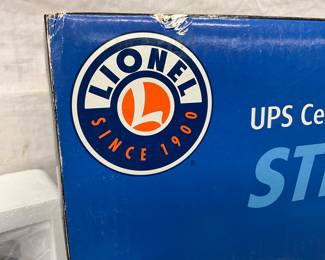 LIONEL
L
SINCE 1900
®
UPS Ce
ST